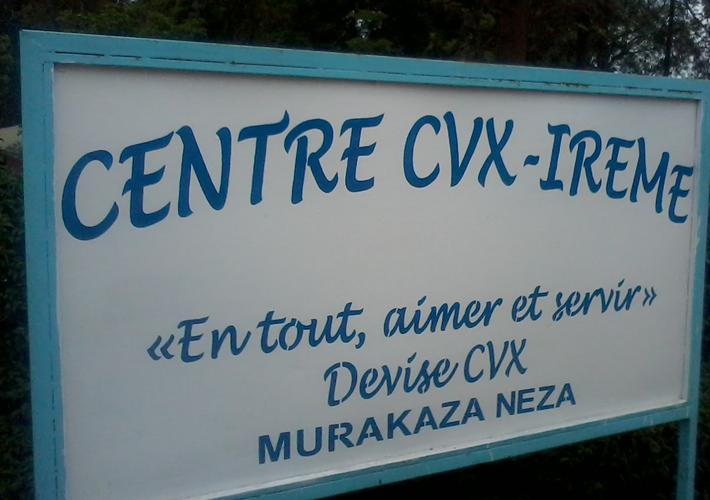 CENTRE CVX-IREME
«En tout, aimer et servir»
Devise CVX
MURAKAZA NEZA